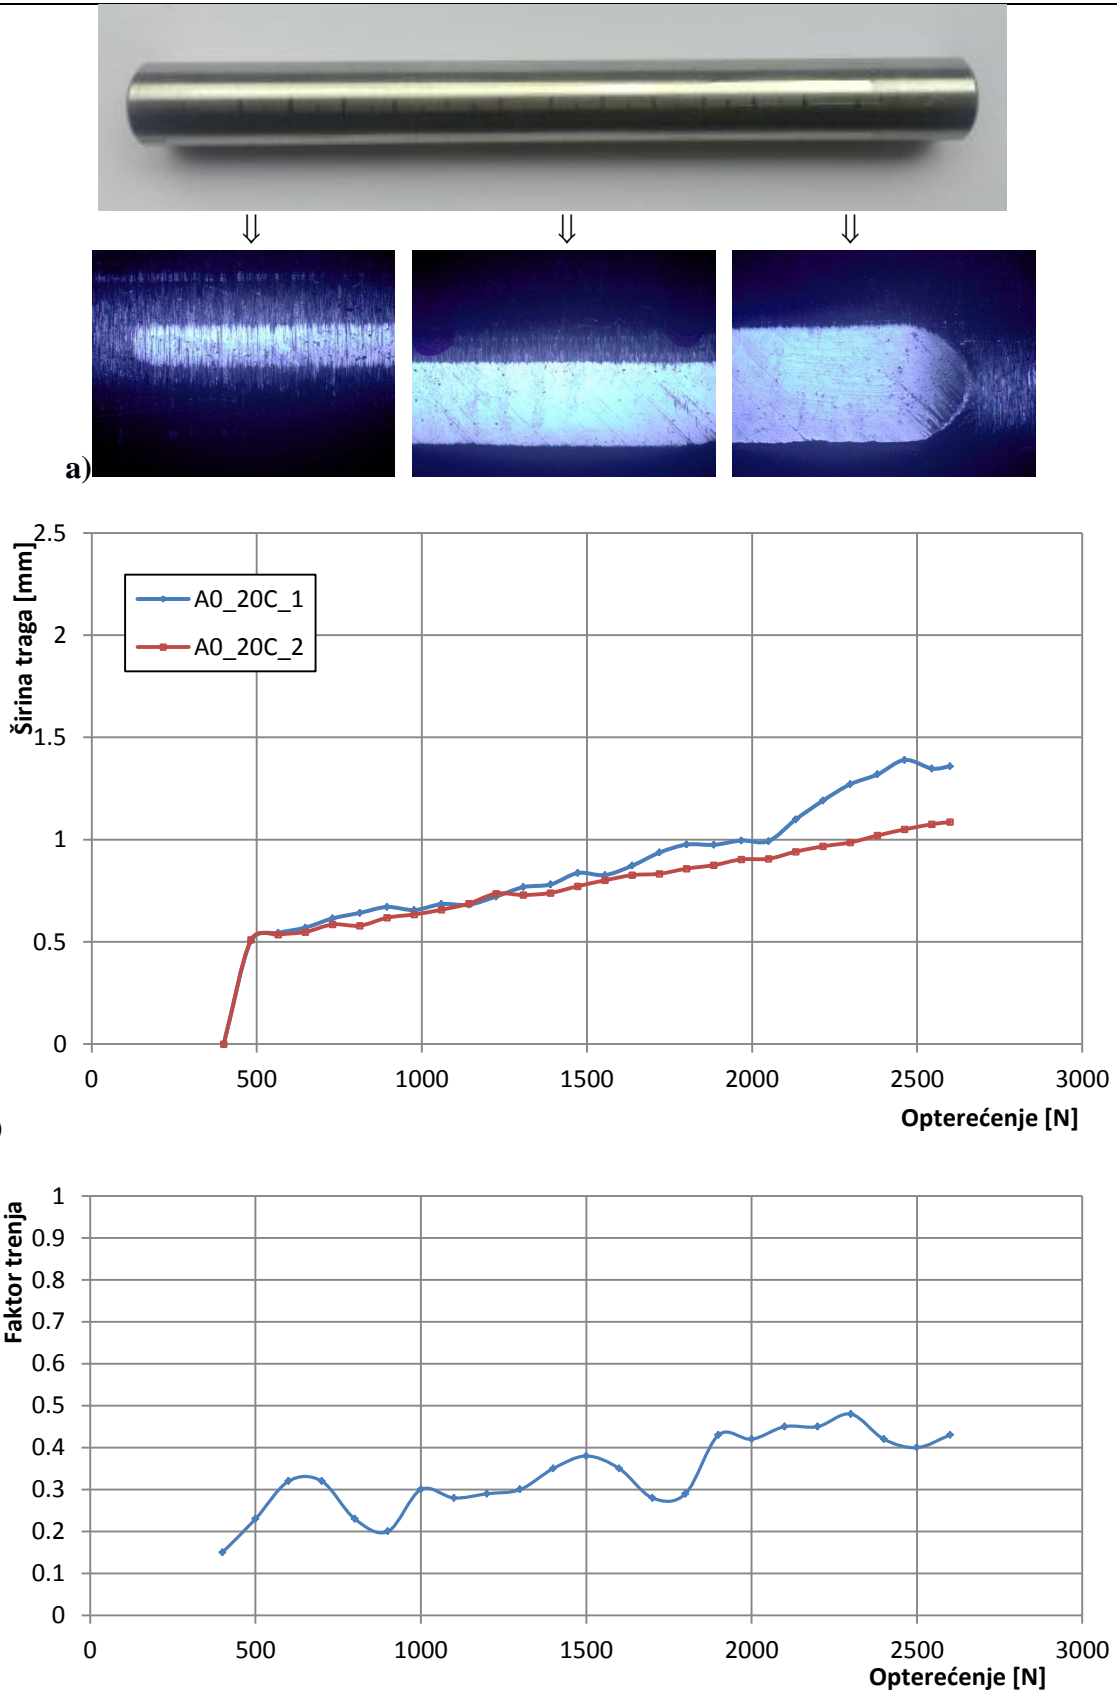 ⇓ ⇓ ⇓
a)
Širina traga [mm]
2.5
2
1.5
1
0.5
0
A0_20C_1
A0_20C_2
0 500 1000 1500 2000 2500 3000
Opterećenje [N]
)
Faktor trenja
1
0.9
0.8
0.7
0.6
0.5
0.4
0.3
0.2
0.1
0
0 500 1000 1500 2000 2500 3000
Opterećenje [N]